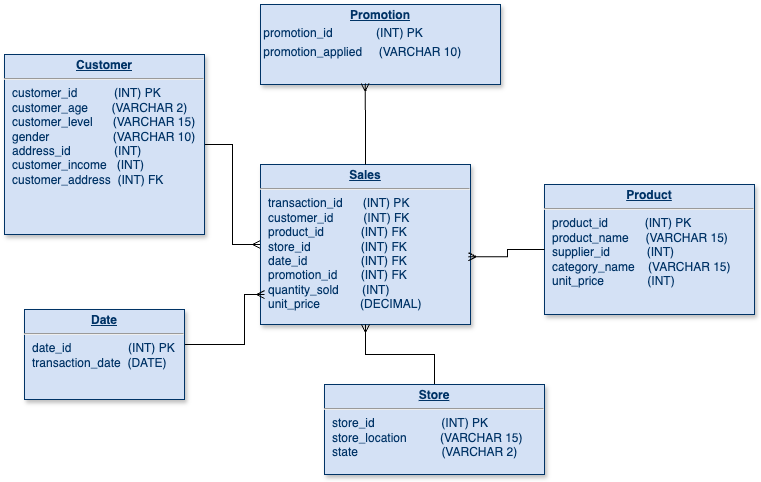 Promotion
promotion_id (INT) PK
promotion_applied (VARCHAR 10)
Customer
customer_id (INT) PK
customer_age (VARCHAR 2)
customer_level (VARCHAR 15)
gender (VARCHAR 10)
address_id (INT)
customer_income (INT)
customer_address (INT) FK
Sales
transaction_id (INT) PK
customer_id (INT) FK
product_id (INT) FK
store_id (INT) FK
date_id (INT) FK
promotion_id (INT) FK
quantity_sold (INT)
unit_price (DECIMAL)
Product
product_id (INT) PK
product_name (VARCHAR 15)
supplier_id (INT)
category_name (VARCHAR 15)
unit_price (INT)
Date
date_id (INT) PK
transaction_date (DATE)
Store
store_id (INT) PK
store_location (VARCHAR 15)
state (VARCHAR 2)